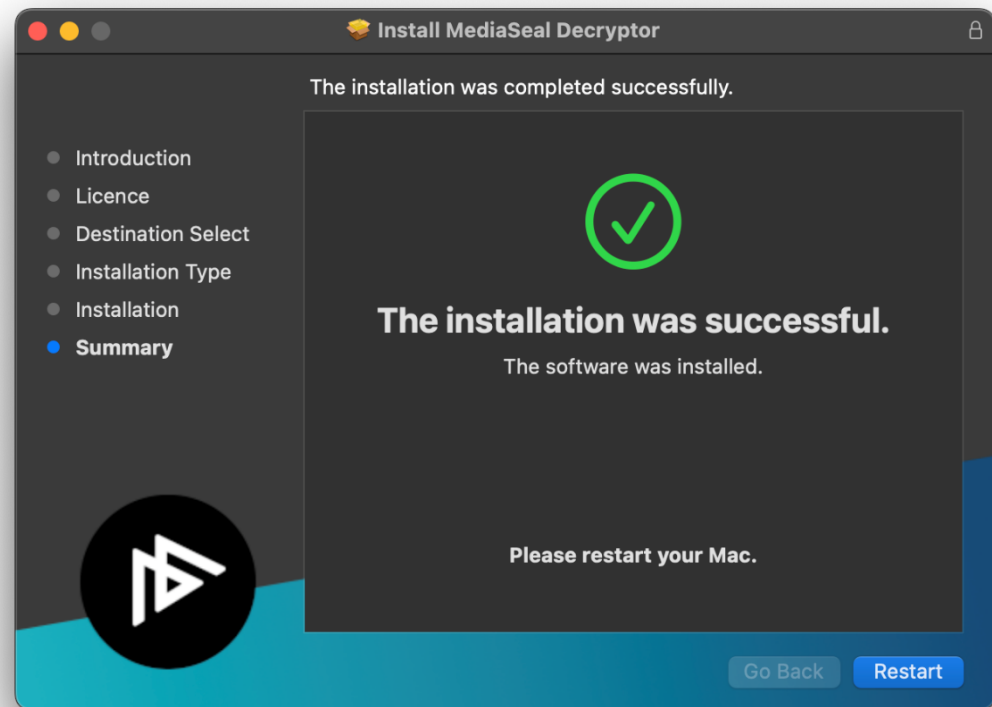 Install MediaSeal Decryptor
The installation was completed successfully.
Introduction
Licence
Destination Select
Installation Type
Installation
Summary
The installation was successful.
The software was installed.
Please restart your Mac.
Go Back
Restart